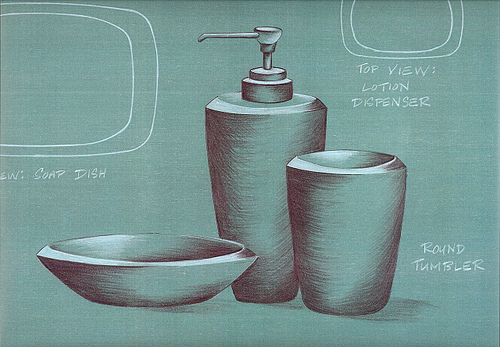 TOP VIEW:
LOTION
DISPENSER
EW: SOAP DISH
ROUND
TUMBLER